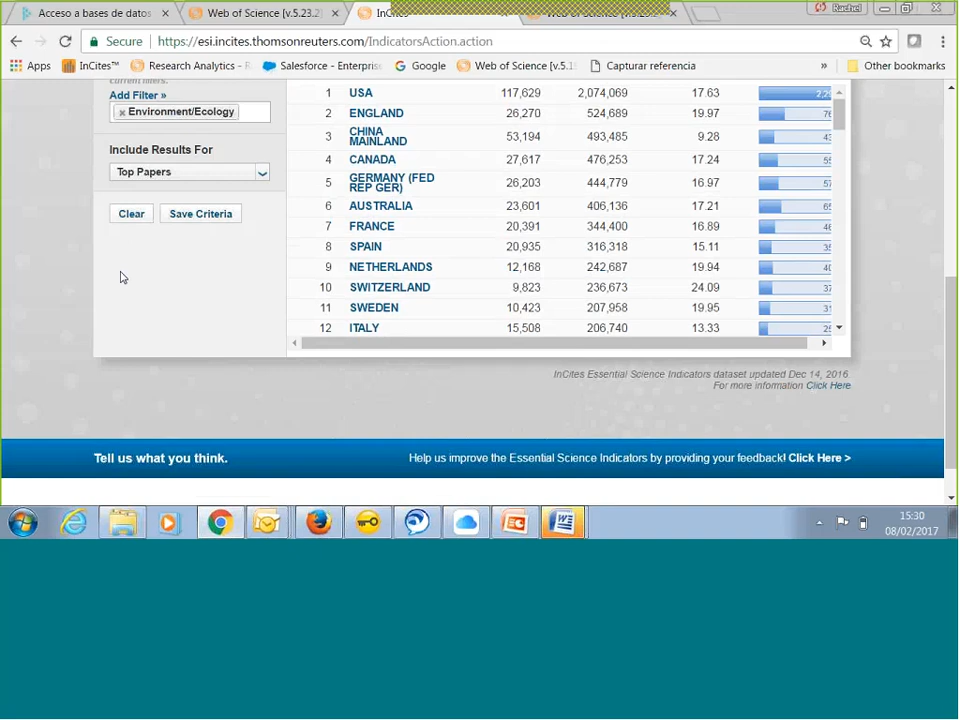 Acceso a bases de datos
Web of Science [v.5.23.2]
InCites
Rachel
Secure
https://esi.incites.thomsonreuters.com/IndicatorsAction.action
Apps
InCites™
Research Analytics -
Salesforce - Enterpris
Google
Web of Science [v.5.1
Capturar referencia
»
Other bookmarks
current filters.
Add Filter »
Environment/Ecology
Include Results For
Top Papers
Clear
Save Criteria
1 USA 117,629 2,074,069 17.63
2 ENGLAND 26,270 524,689 19.97
3 CHINA MAINLAND 53,194 493,485 9.28
4 CANADA 27,617 476,253 17.24
5 GERMANY (FED REP GER) 26,203 444,779 16.97
6 AUSTRALIA 23,601 406,136 17.21
7 FRANCE 20,391 344,400 16.89
8 SPAIN 20,935 316,318 15.11
9 NETHERLANDS 12,168 242,687 19.94
10 SWITZERLAND 9,823 236,673 24.09
11 SWEDEN 10,423 207,958 19.95
12 ITALY 15,508 206,740 13.33
InCites Essential Science Indicators dataset updated Dec 14, 2016.
For more information Click Here
Tell us what you think.
Help us improve the Essential Science Indicators by providing your feedback! Click Here >
15:30
08/02/2017